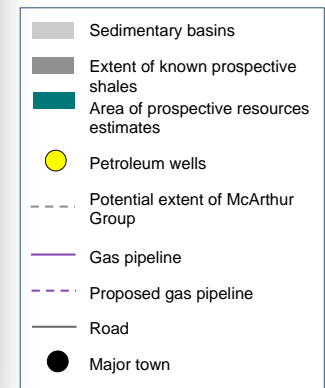 Sedimentary basins
Extent of known prospective
shales
Area of prospective resources
estimates
Petroleum wells
Potential extent of McArthur
Group
Gas pipeline
Proposed gas pipeline
Road
Major town